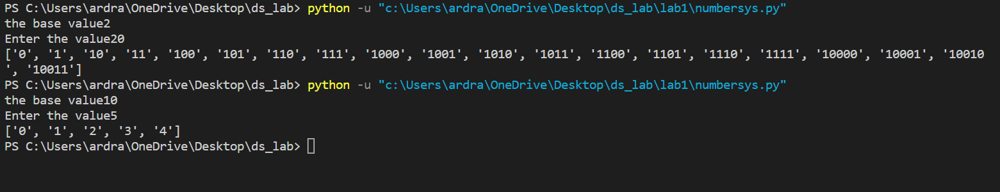 PS C:\Users\ardra\OneDrive\Desktop\ds_lab> python -u "c:\Users\ardra\OneDrive\Desktop\ds_lab\lab1\numbersys.py"
the base value2
Enter the value20
['0', '1', '10', '11', '100', '101', '110', '111', '1000', '1001', '1010', '1011', '1100', '1101', '1110', '1111', '10000', '10001', '10010
', '10011']
PS C:\Users\ardra\OneDrive\Desktop\ds_lab> python -u "c:\Users\ardra\OneDrive\Desktop\ds_lab\lab1\numbersys.py"
the base value10
Enter the value5
['0', '1', '2', '3', '4']
PS C:\Users\ardra\OneDrive\Desktop\ds_lab>